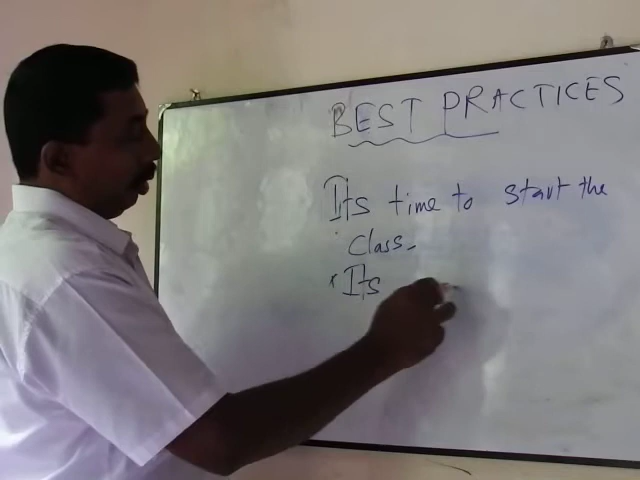 BEST PRACTICES
Its time to start the
class.
* Its